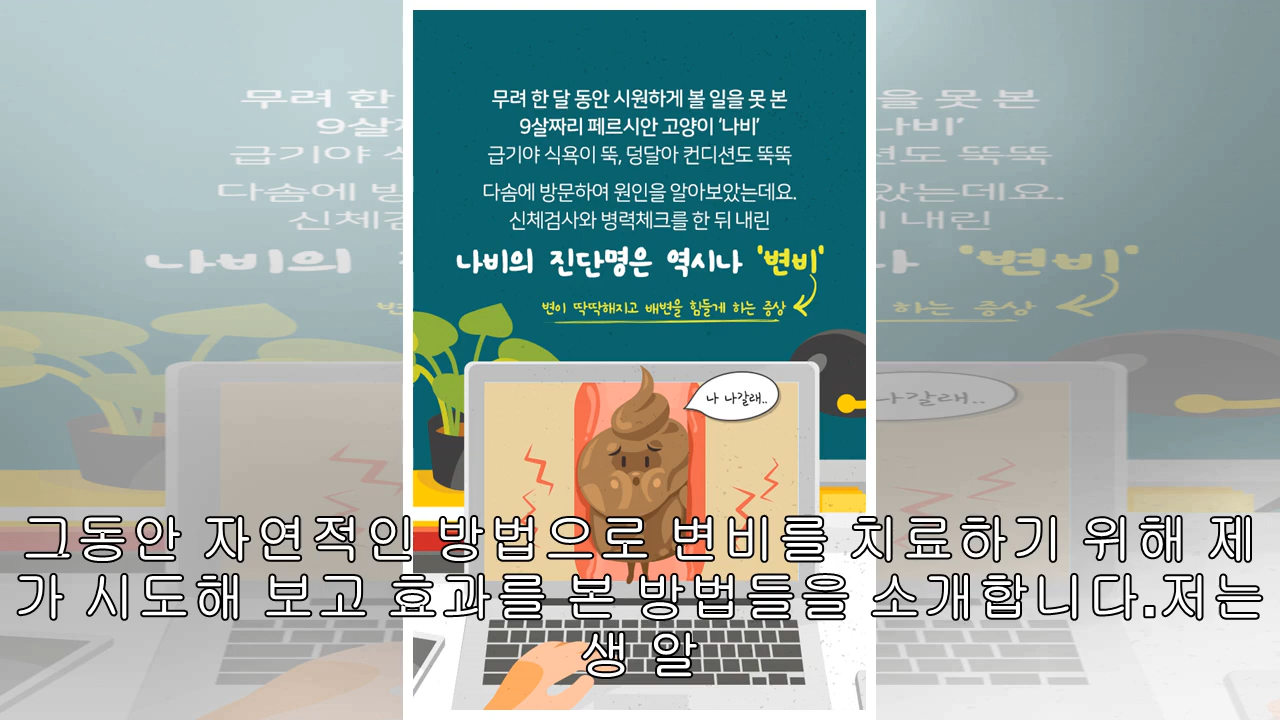 무려 한 달 동안 시원하게 볼 일을 못 본
9살짜리 페르시안 고양이 ‘나비’
급기야 식욕이 뚝, 덩달아 컨디션도 뚝뚝
다솜에 방문하여 원인을 알아보았는데요.
신체검사와 병력체크를 한 뒤 내린
나비의 진단명은 역시나 '변비'
변이 딱딱해지고 배변을 힘들게 하는 증상
나 나갈래..
그동안 자연적인 방법으로 변비를 치료하기 위해 제
가 시도해 보고 효과를 본 방법들을 소개합니다.저는
생 알